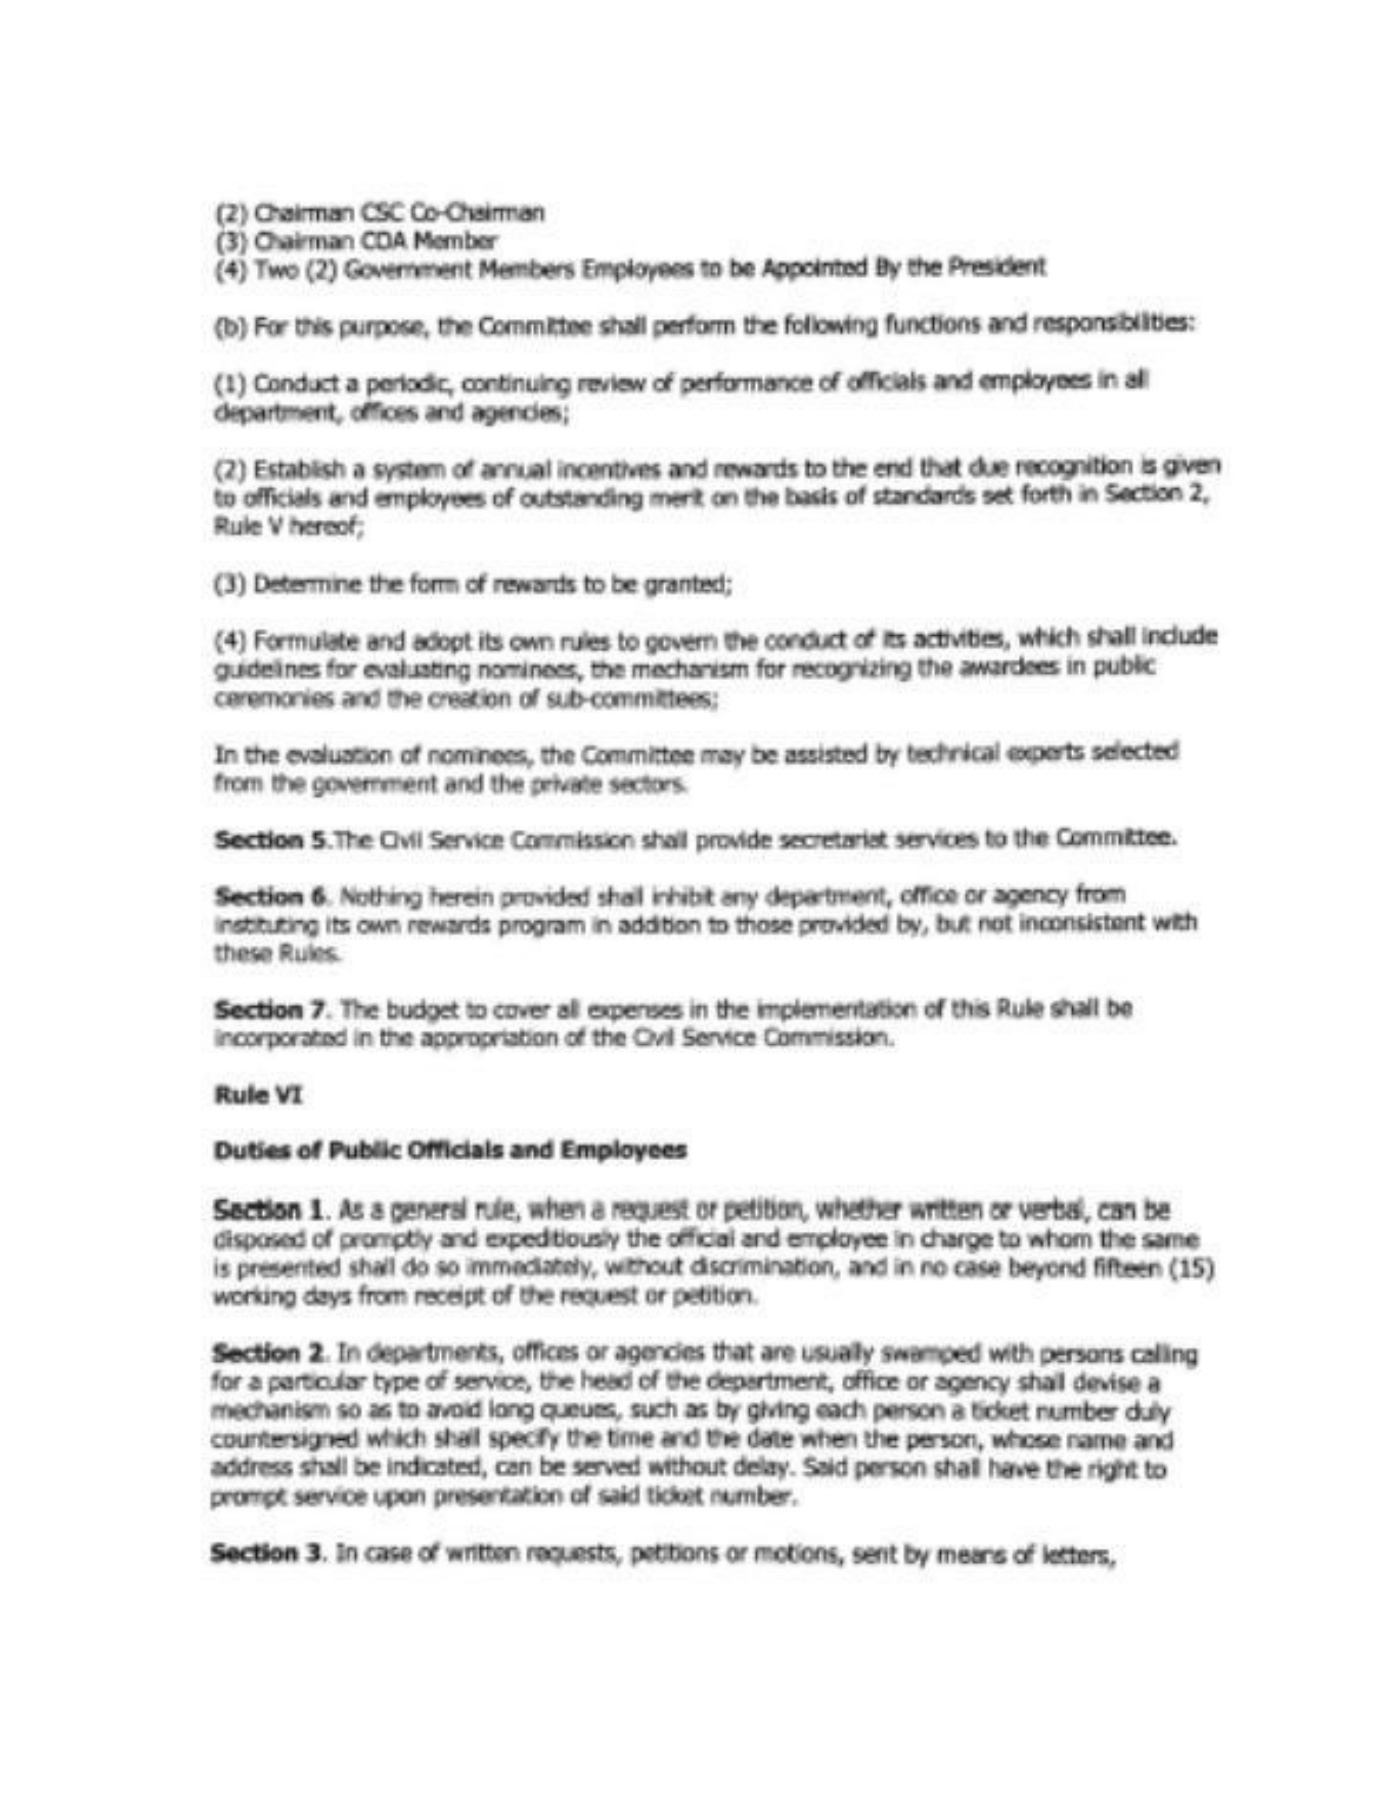 (2) Chairman CSC Co-Chairman
(3) Chairman COA Member
(4) Two (2) Government Members Employees to be Appointed By the President
(b) For this purpose, the Committee shall perform the following functions and responsibilities:
(1) Conduct a periodic, continuing review of performance of officials and employees in all
department, offices and agencies;
(2) Establish a system of annual incentives and rewards to the end that due recognition is given
to officials and employees of outstanding merit on the basis of standards set forth in Section 2,
Rule V hereof;
(3) Determine the form of rewards to be granted;
(4) Formulate and adopt its own rules to govern the conduct of its activities, which shall include
guidelines for evaluating nominees, the mechanism for recognizing the awardees in public
ceremonies and the creation of sub-committees;
In the evaluation of nominees, the Committee may be assisted by technical experts selected
from the government and the private sectors.
Section 5.The Civil Service Commission shall provide secretariat services to the Committee.
Section 6. Nothing herein provided shall inhibit any department, office or agency from
instituting its own rewards program in addition to those provided by, but not inconsistent with
these Rules.
Section 7. The budget to cover all expenses in the implementation of this Rule shall be
incorporated in the appropriation of the Civil Service Commission.
Rule VI
Duties of Public Officials and Employees
Section 1. As a general rule, when a request or petition, whether written or verbal, can be
disposed of promptly and expeditiously the official and employee in charge to whom the same
is presented shall do so immediately, without discrimination, and in no case beyond fifteen (15)
working days from receipt of the request or petition.
Section 2. In departments, offices or agencies that are usually swamped with persons calling
for a particular type of service, the head of the department, office or agency shall devise a
mechanism so as to avoid long queues, such as by giving each person a ticket number duly
countersigned which shall specify the time and the date when the person, whose name and
address shall be indicated, can be served without delay. Said person shall have the right to
prompt service upon presentation of said ticket number.
Section 3. In case of written requests, petitions or motions, sent by means of letters,